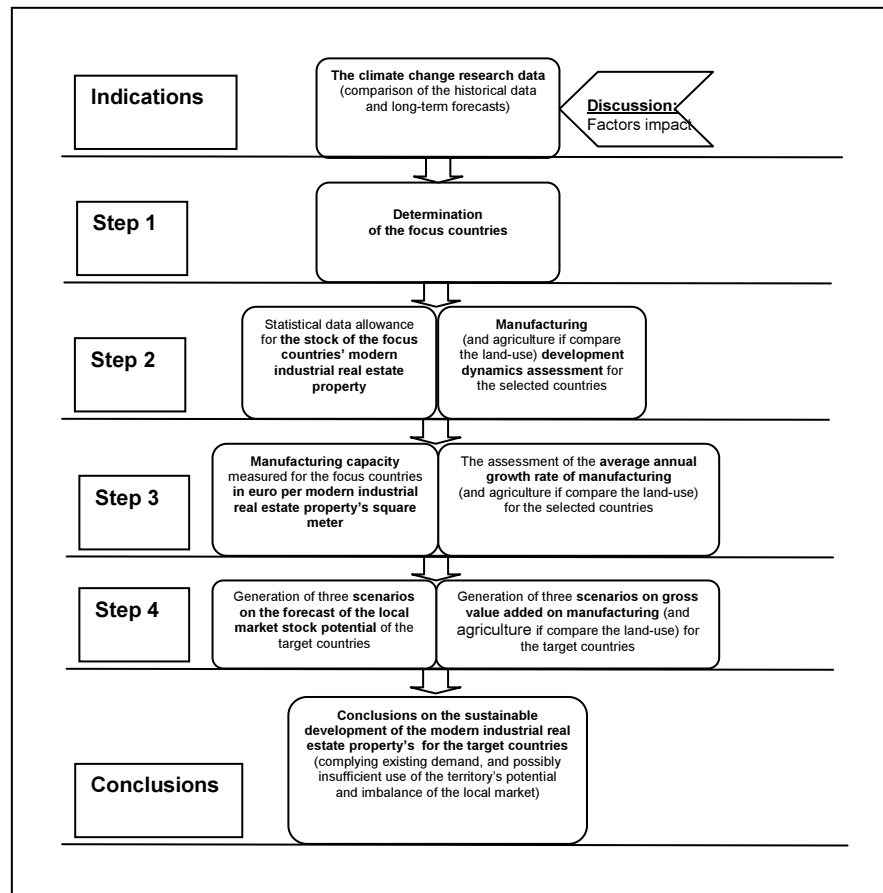 Indications
The climate change research data
(comparison of the historical data
and long-term forecasts)
Discussion:
Factors impact
Step 1
Determination
of the focus countries
Step 2
Statistical data allowance
for the stock of the focus
countries’ modern
industrial real estate
property
Manufacturing
(and agriculture if compare
the land-use) development
dynamics assessment for
the selected countries
Step 3
Manufacturing capacity
measured for the focus countries
in euro per modern industrial
real estate property’s square
meter
The assessment of the average annual
growth rate of manufacturing
(and agriculture if compare the land-use)
for the selected countries
Step 4
Generation of three scenarios
on the forecast of the local
market stock potential of the
target countries
Generation of three scenarios on gross
value added on manufacturing (and
agriculture if compare the land-use) for
the target countries
Conclusions
Conclusions on the sustainable
development of the modern industrial real
estate property’s for the target countries
(complying existing demand, and possibly
insufficient use of the territory’s potential
and imbalance of the local market)